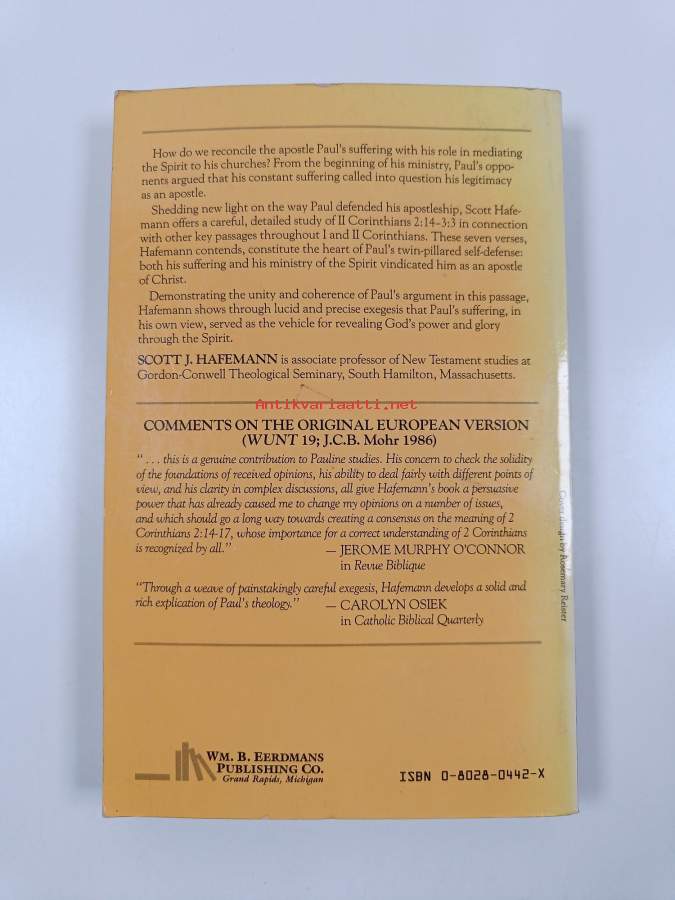 How do we reconcile the apostle Paul's suffering with his role in mediating
the Spirit to his churches? From the beginning of his ministry, Paul's oppo-
nents argued that his constant suffering called into question his legitimacy
as an apostle.
Shedding new light on the way Paul defended his apostleship, Scott Hafe-
mann offers a careful, detailed study of II Corinthians 2:14-3:3 in connection
with other key passages throughout I and II Corinthians. These seven verses,
Hafemann contends, constitute the heart of Paul's twin-pillared self-defense:
both his suffering and his ministry of the Spirit vindicated him as an apostle
of Christ.
Demonstrating the unity and coherence of Paul's argument in this passage,
Hafemann shows through lucid and precise exegesis that Paul's suffering, in
his own view, served as the vehicle for revealing God's power and glory
through the Spirit.
SCOTT J. HAFEMANN is associate professor of New Testament studies at
Gordon-Conwell Theological Seminary, South Hamilton, Massachusetts.
Antikvariaatti.net
COMMENTS ON THE ORIGINAL EUROPEAN VERSION
(WUNT 19; J.C.B. Mohr 1986)
" . . . this is a genuine contribution to Pauline studies. His concern to check the solidity
of the foundations of received opinions, his ability to deal fairly with different points of
view, and his clarity in complex discussions, all give Hafemann's book a persuasive
power that has already caused me to change my opinions on a number of issues,
and which should go a long way towards creating a consensus on the meaning of 2
Corinthians 2:14-17, whose importance for a correct understanding of 2 Corinthians
is recognized by all." — JEROME MURPHY O'CONNOR
in Revue Biblique
"Through a weave of painstakingly careful exegesis, Hafemann develops a solid and
rich explication of Paul's theology." — CAROLYN OSIEK
in Catholic Biblical Quarterly
Cover design by Rosemary Reister
WM. B. EERDMANS
PUBLISHING CO.
Grand Rapids, Michigan
ISBN 0-8028-0442-X